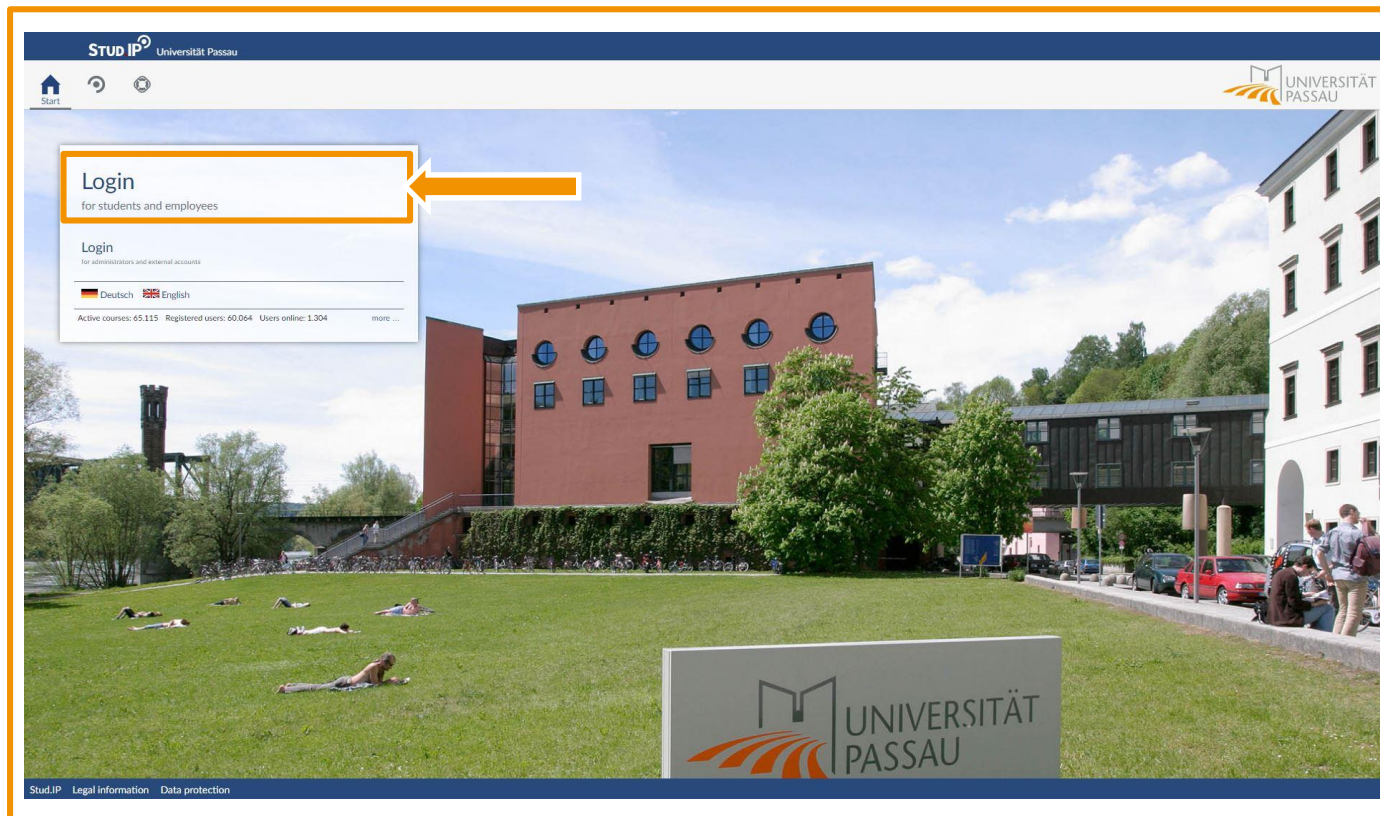 STUD IP Universität Passau
Start
UNIVERSITÄT
PASSAU
Login
for students and employees
Login
for administrators and external accounts
Deutsch English
Active courses: 65.115 Registered users: 60.064 Users online: 1.304 more ...
UNIVERSITÄT
PASSAU
Stud.IP Legal information Data protection